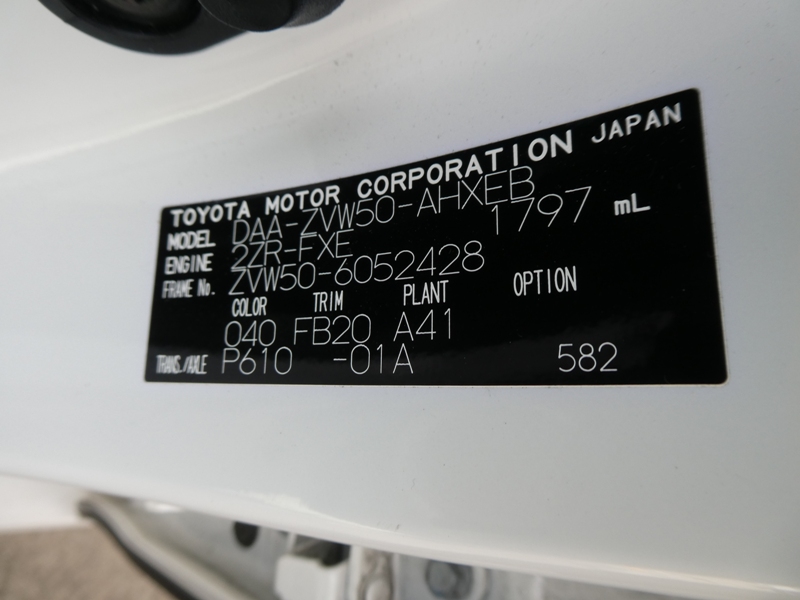 TOYOTA MOTOR CORPORATION JAPAN
MODEL DAA-ZVW50-AHXEB
ENGINE 2ZR-FXE 1797 mL
FRAME No. ZVW50-6052428
COLOR TRIM PLANT OPTION
040 FB20 A41
TRANS./AXLE P610 -01A 582